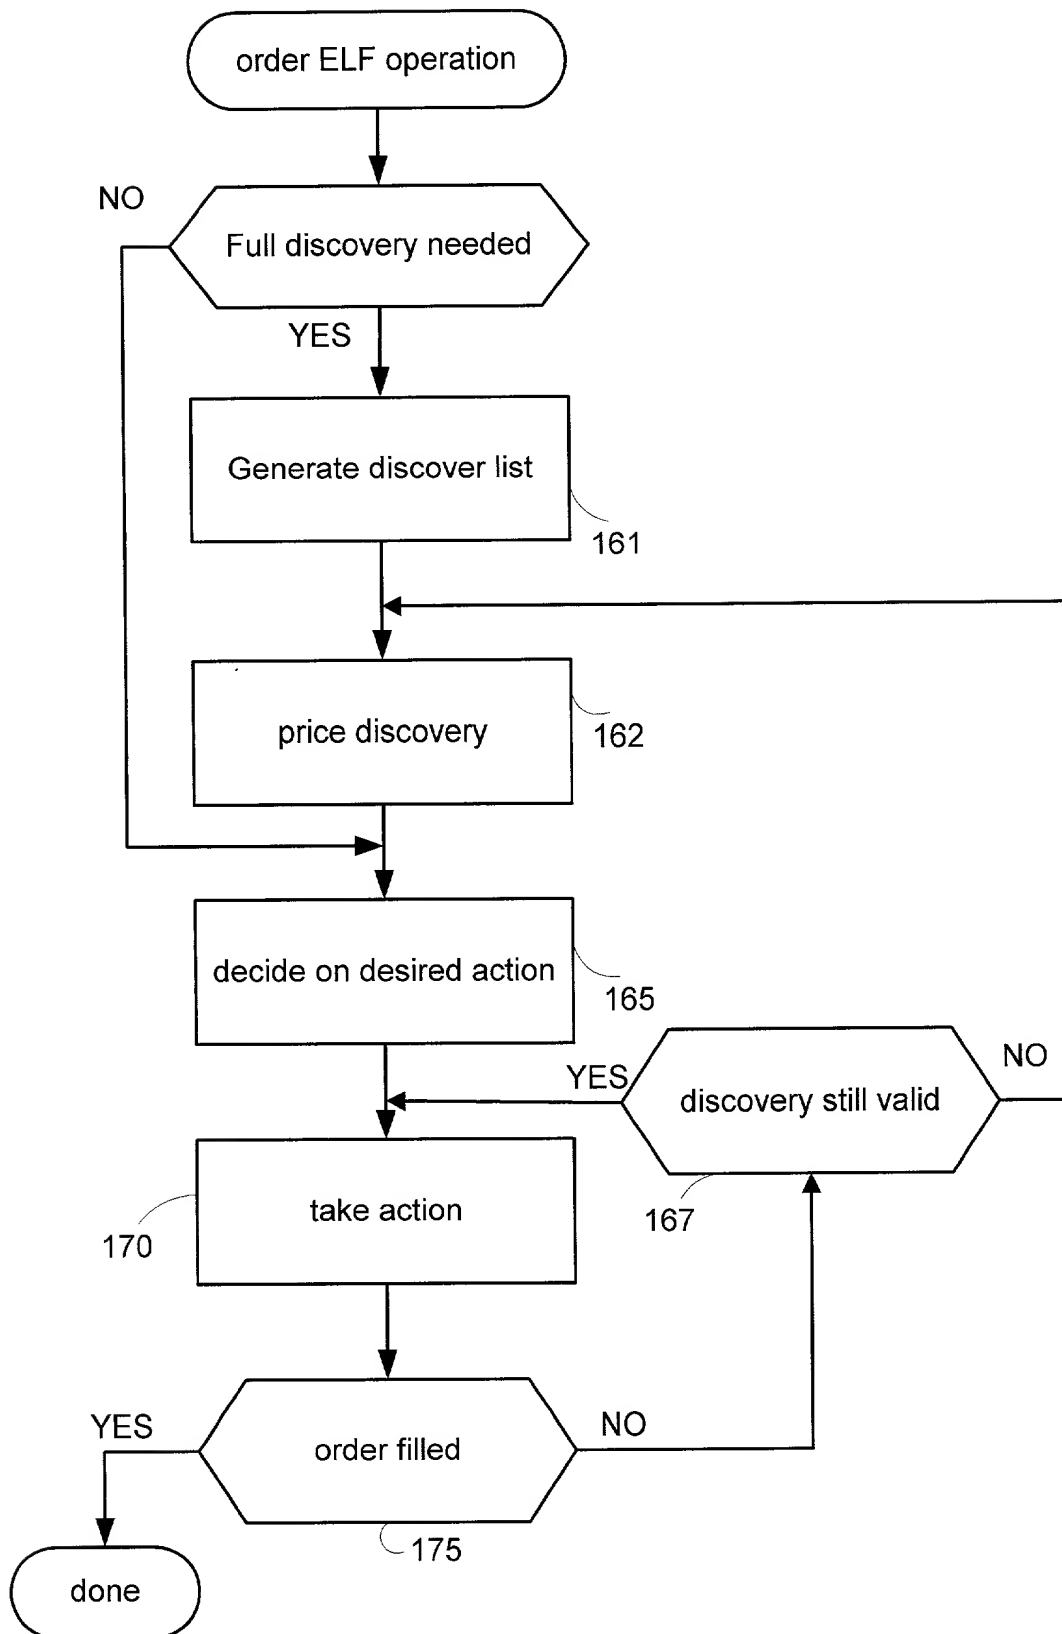 order ELF operation
NO
Full discovery needed
YES
Generate discover list
161
price discovery
162
decide on desired action
165
NO
YES
discovery still valid
167
take action
170
YES
NO
order filled
175
done